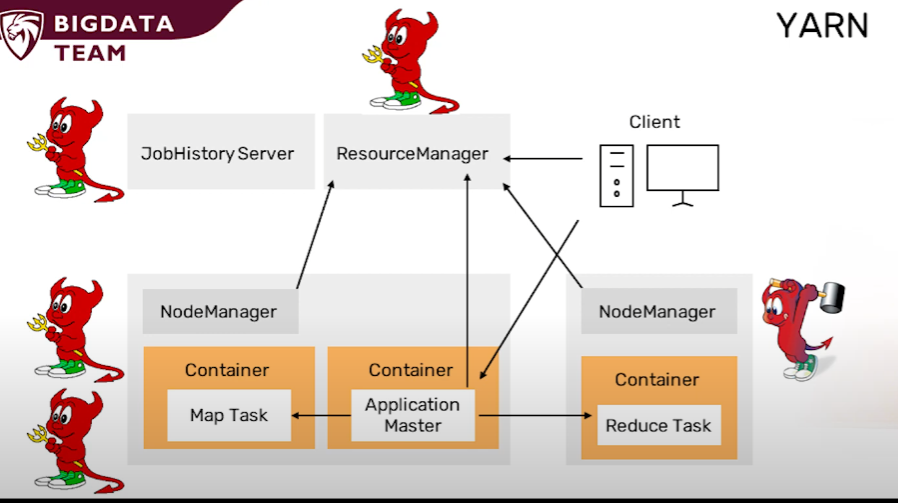 BIGDATA
TEAM
YARN
Client
JobHistory Server
ResourceManager
NodeManager
NodeManager
Container
Container
Container
Map Task
Application
Master
Reduce Task